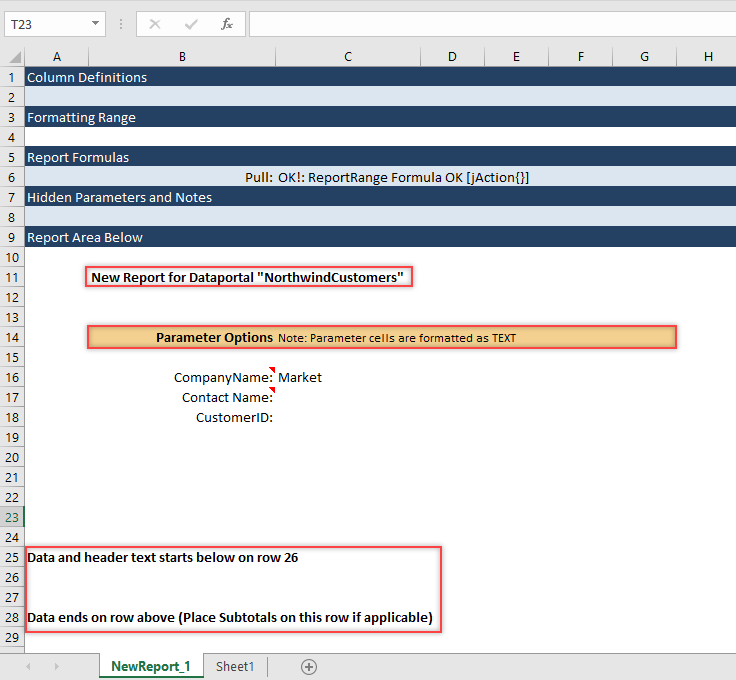 T23 fx
A B C D E F G H
1 Column Definitions
2
3 Formatting Range
4
5 Report Formulas
6 Pull: OK!: ReportRange Formula OK [jAction{}]
7 Hidden Parameters and Notes
8
9 Report Area Below
10
11 New Report for Dataportal "NorthwindCustomers"
12
13
14 Parameter Options Note: Parameter cells are formatted as TEXT
15
16 CompanyName: Market
17 Contact Name:
18 CustomerID:
19
20
21
22
23
24
25 Data and header text starts below on row 26
26
27
28 Data ends on row above (Place Subtotals on this row if applicable)
29
NewReport_1 Sheet1